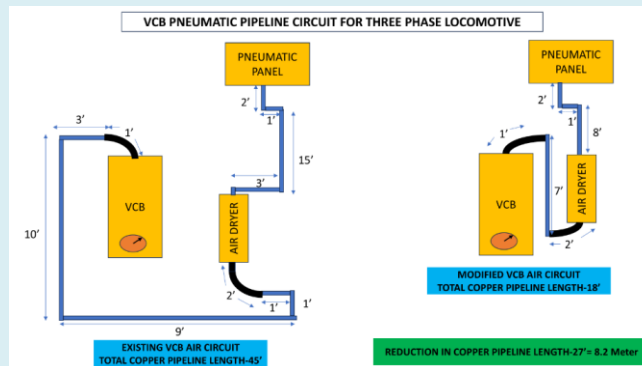 VCB PNEUMATIC PIPELINE CIRCUIT FOR THREE PHASE LOCOMOTIVE
PNEUMATIC
PANEL
2'
1'
15'
3'
AIR DRYER
2'
1'
1'
3'
1'
VCB
10'
9'
EXISTING VCB AIR CIRCUIT
TOTAL COPPER PIPELINE LENGTH-45'
PNEUMATIC
PANEL
2'
1'
8'
1'
VCB
7'
AIR DRYER
2'
MODIFIED VCB AIR CIRCUIT
TOTAL COPPER PIPELINE LENGTH-18'
REDUCTION IN COPPER PIPELINE LENGTH-27'= 8.2 Meter